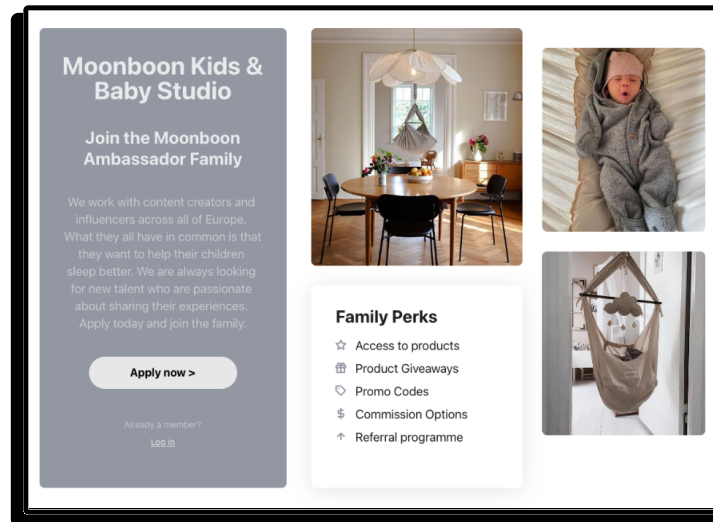 Moonboon Kids &
Baby Studio
Join the Moonboon
Ambassador Family
We work with content creators and
influencers across all of Europe.
What they all have in common is that
they want to help their children
sleep better. We are always looking
for new talent who are passionate
about sharing their experiences.
Apply today and join the family.
Apply now >
Already a member?
Log in
Family Perks
Access to products
Product Giveaways
Promo Codes
Commission Options
Referral programme